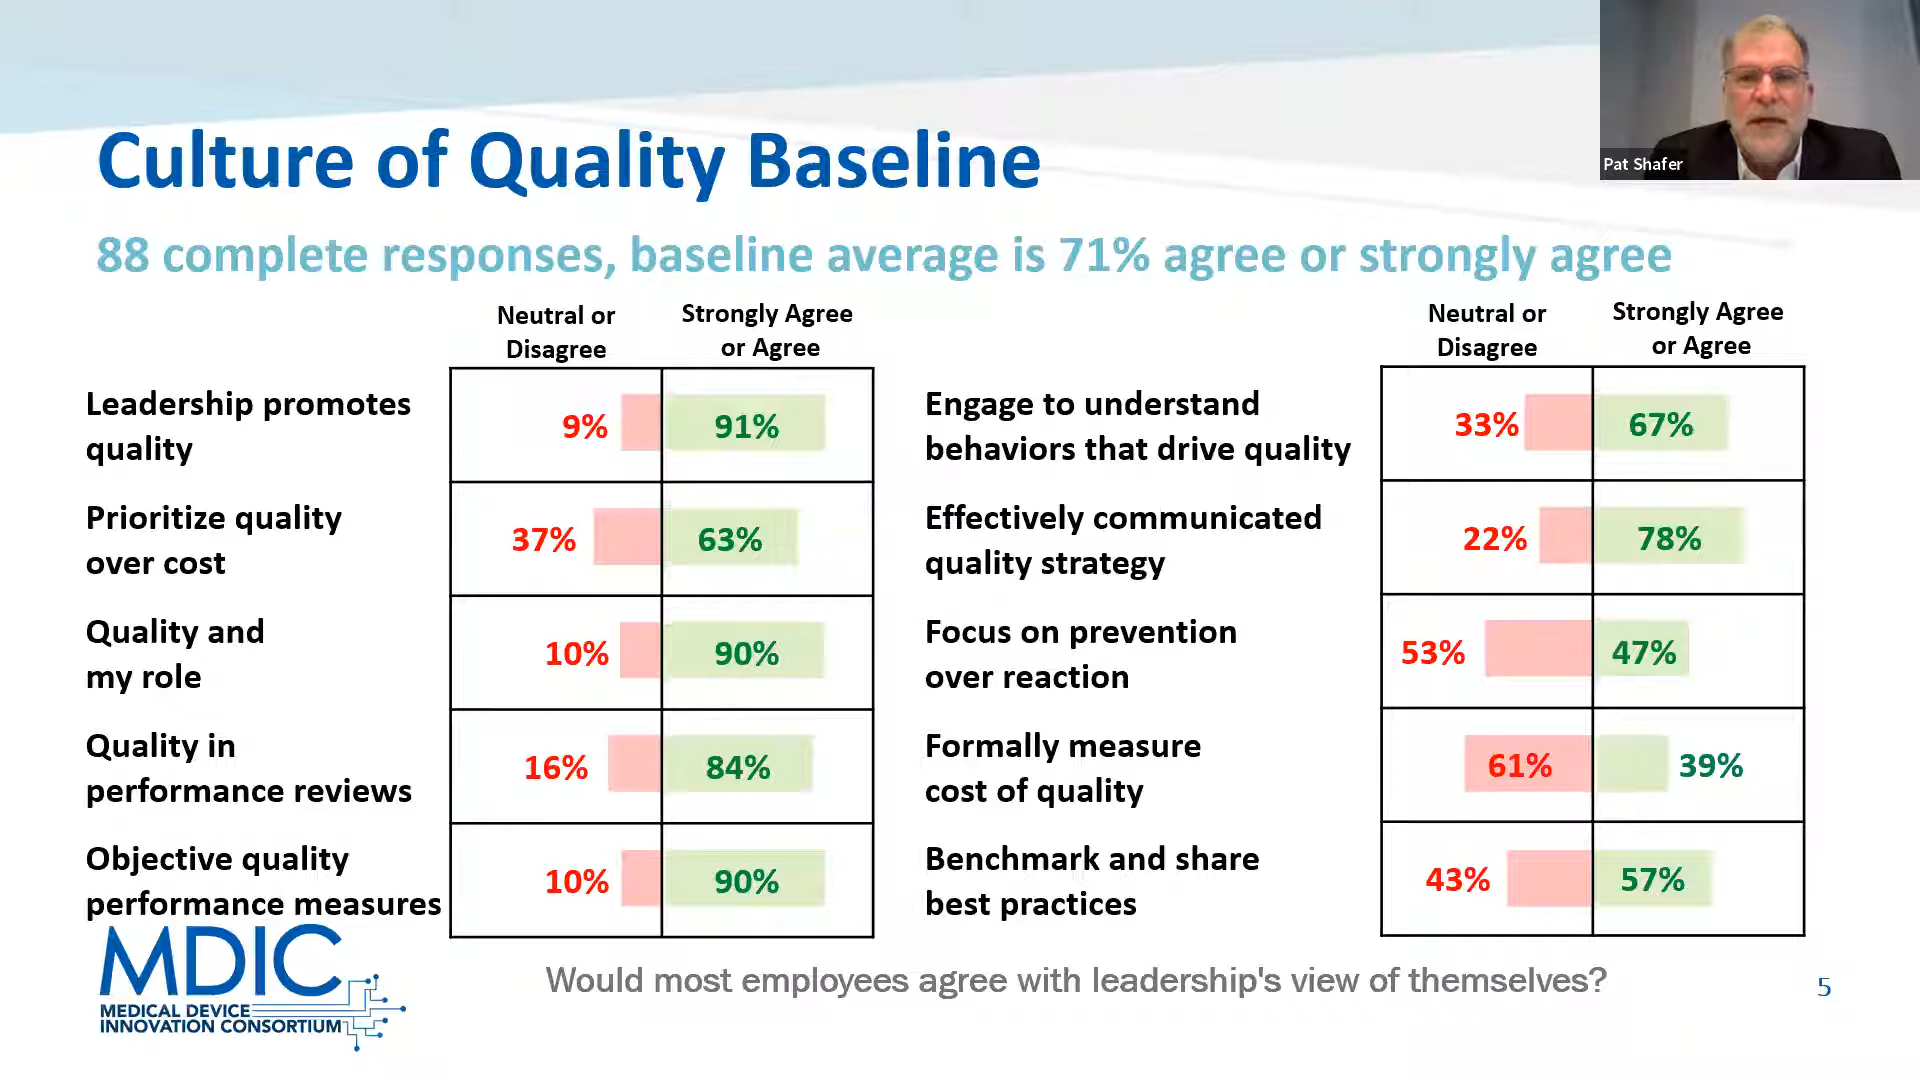 Pat Shafer
Culture of Quality Baseline
88 complete responses, baseline average is 71% agree or strongly agree
Neutral or
Disagree
Strongly Agree
or Agree
Leadership promotes
quality
9%
91%
Prioritize quality
over cost
37%
63%
Quality and
my role
10%
90%
Quality in
performance reviews
16%
84%
Objective quality
performance measures
10%
90%
Neutral or
Disagree
Strongly Agree
or Agree
Engage to understand
behaviors that drive quality
33%
67%
Effectively communicated
quality strategy
22%
78%
Focus on prevention
over reaction
53%
47%
Formally measure
cost of quality
61%
39%
Benchmark and share
best practices
43%
57%
MDIC
MEDICAL DEVICE
INNOVATION CONSORTIUM
Would most employees agree with leadership's view of themselves?
5